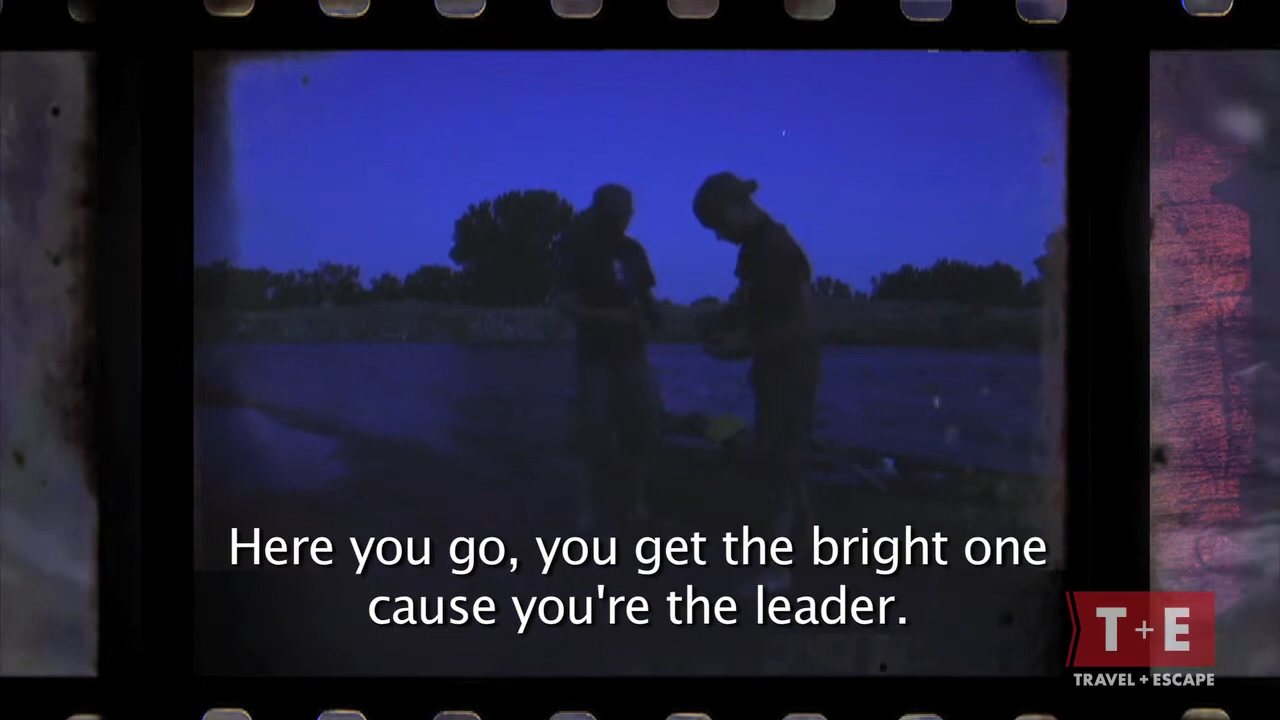 Here you go, you get the bright one
cause you're the leader.
T+E
TRAVEL + ESCAPE